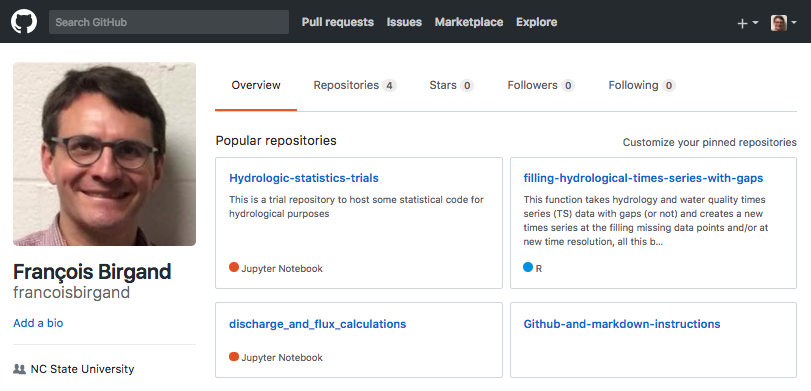 Search GitHub
Pull requests Issues Marketplace Explore
Overview Repositories 4 Stars 0 Followers 0 Following 0
Popular repositories
Customize your pinned repositories
Hydrologic-statistics-trials
This is a trial repository to host some statistical code for
hydrological purposes
Jupyter Notebook
filling-hydrological-times-series-with-gaps
This function takes hydrology and water quality times
series (TS) data with gaps (or not) and creates a new
times series at the filling missing data points and/or at
new time resolution, all this b...
R
François Birgand
francoisbirgand
Add a bio
NC State University
discharge_and_flux_calculations
Jupyter Notebook
Github-and-markdown-instructions